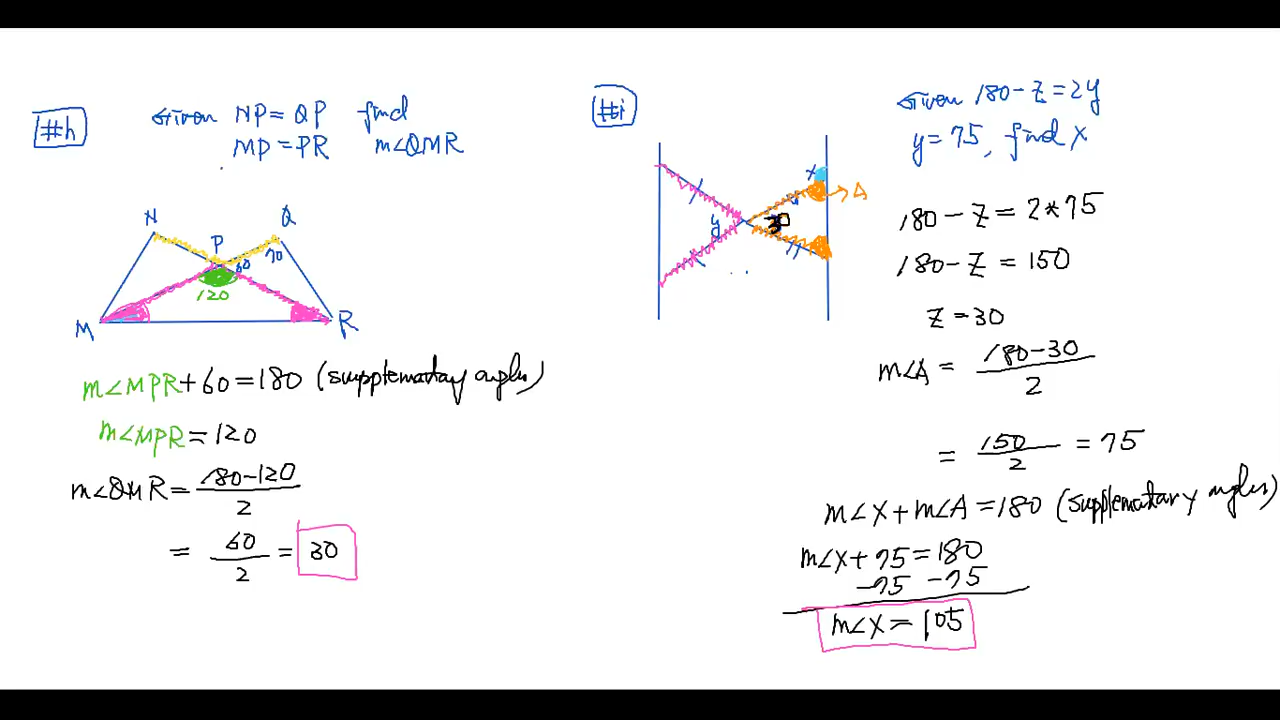 #h
Given NP = QP find
MP = PR m∠QMR
N
Q
P
60
70
120
M
R
m∠MPR + 60 = 180 (supplementary angles)
m∠MPR = 120
m∠QMR = 180-120
2
= 60 = 30
2
#i
Given 180 - Z = 2y
y = 75, find x
x
A
y
30
180 - Z = 2*75
180 - Z = 150
Z = 30
m∠A = 180-30
2
= 150 = 75
2
m∠X + m∠A = 180 (supplementary angles)
m∠X + 75 = 180
-75 -75
m∠X = 105